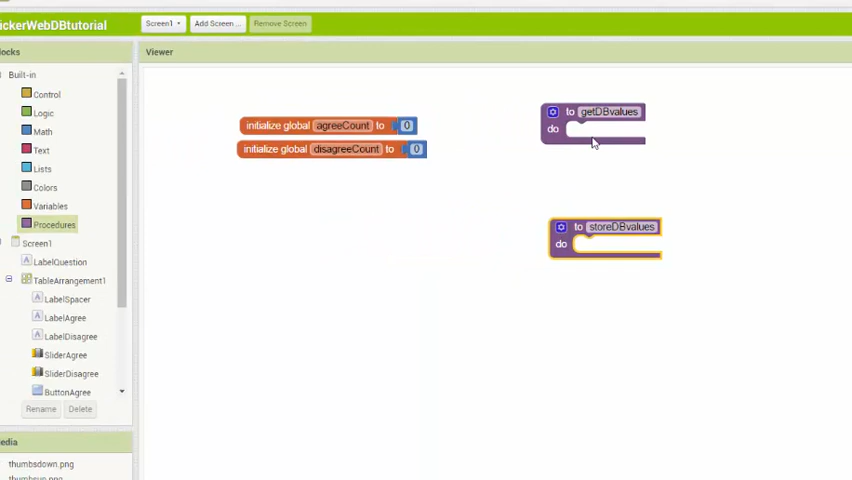 ickerWebDBtutorial
Screen1
Add Screen ...
Remove Screen
locks
Viewer
Built-in
Control
Logic
Math
Text
Lists
Colors
Variables
Procedures
Screen1
LabelQuestion
TableArrangement1
LabelSpacer
LabelAgree
LabelDisagree
SliderAgree
SliderDisagree
ButtonAgree
Rename
Delete
edia
thumbsdown.png
initialize global agreeCount to 0
initialize global disagreeCount to 0
to getDBvalues
do
to storeDBvalues
do